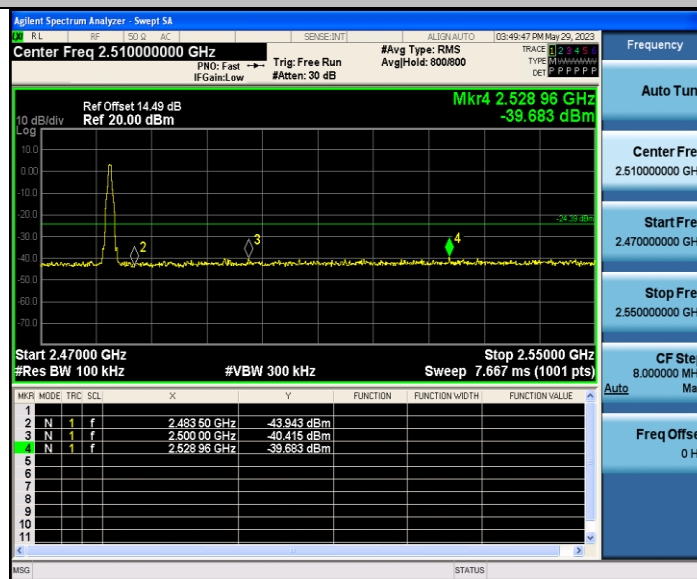 Agilent Spectrum Analyzer - Swept SA
RL RF 50 Ω AC SENSE:INT ALIGN AUTO 03:49:47 PM May 29, 2023
Center Freq 2.510000000 GHz
#Avg Type: RMS
TRACE 1 2 3 4 5 6
PNO: Fast Trig: Free Run Avg|Hold: 800/800
TYPE M
IFGain:Low #Atten: 30 dB
DET P P P P P P
Ref Offset 14.49 dB
Mkr4 2.528 96 GHz
10 dB/div Ref 20.00 dBm
-39.683 dBm
Log
10.0
0.00
-10.0
-20.0
-24.39 dBm
-30.0
2 3 4
-40.0
-50.0
-60.0
-70.0
Start 2.47000 GHz Stop 2.55000 GHz
#Res BW 100 kHz #VBW 300 kHz Sweep 7.667 ms (1001 pts)
MKR MODE TRC SCL X Y FUNCTION FUNCTION WIDTH FUNCTION VALUE
1
2 N 1 f 2.483 50 GHz -43.943 dBm
3 N 1 f 2.500 00 GHz -40.415 dBm
4 N 1 f 2.528 96 GHz -39.683 dBm
5
6
7
8
9
10
11
MSG STATUS
Frequency
Auto Tun
Center Fre
2.510000000 GH
Start Fre
2.470000000 GH
Stop Fre
2.550000000 GH
CF Ste
8.000000 MH
Auto Ma
Freq Offse
0 H